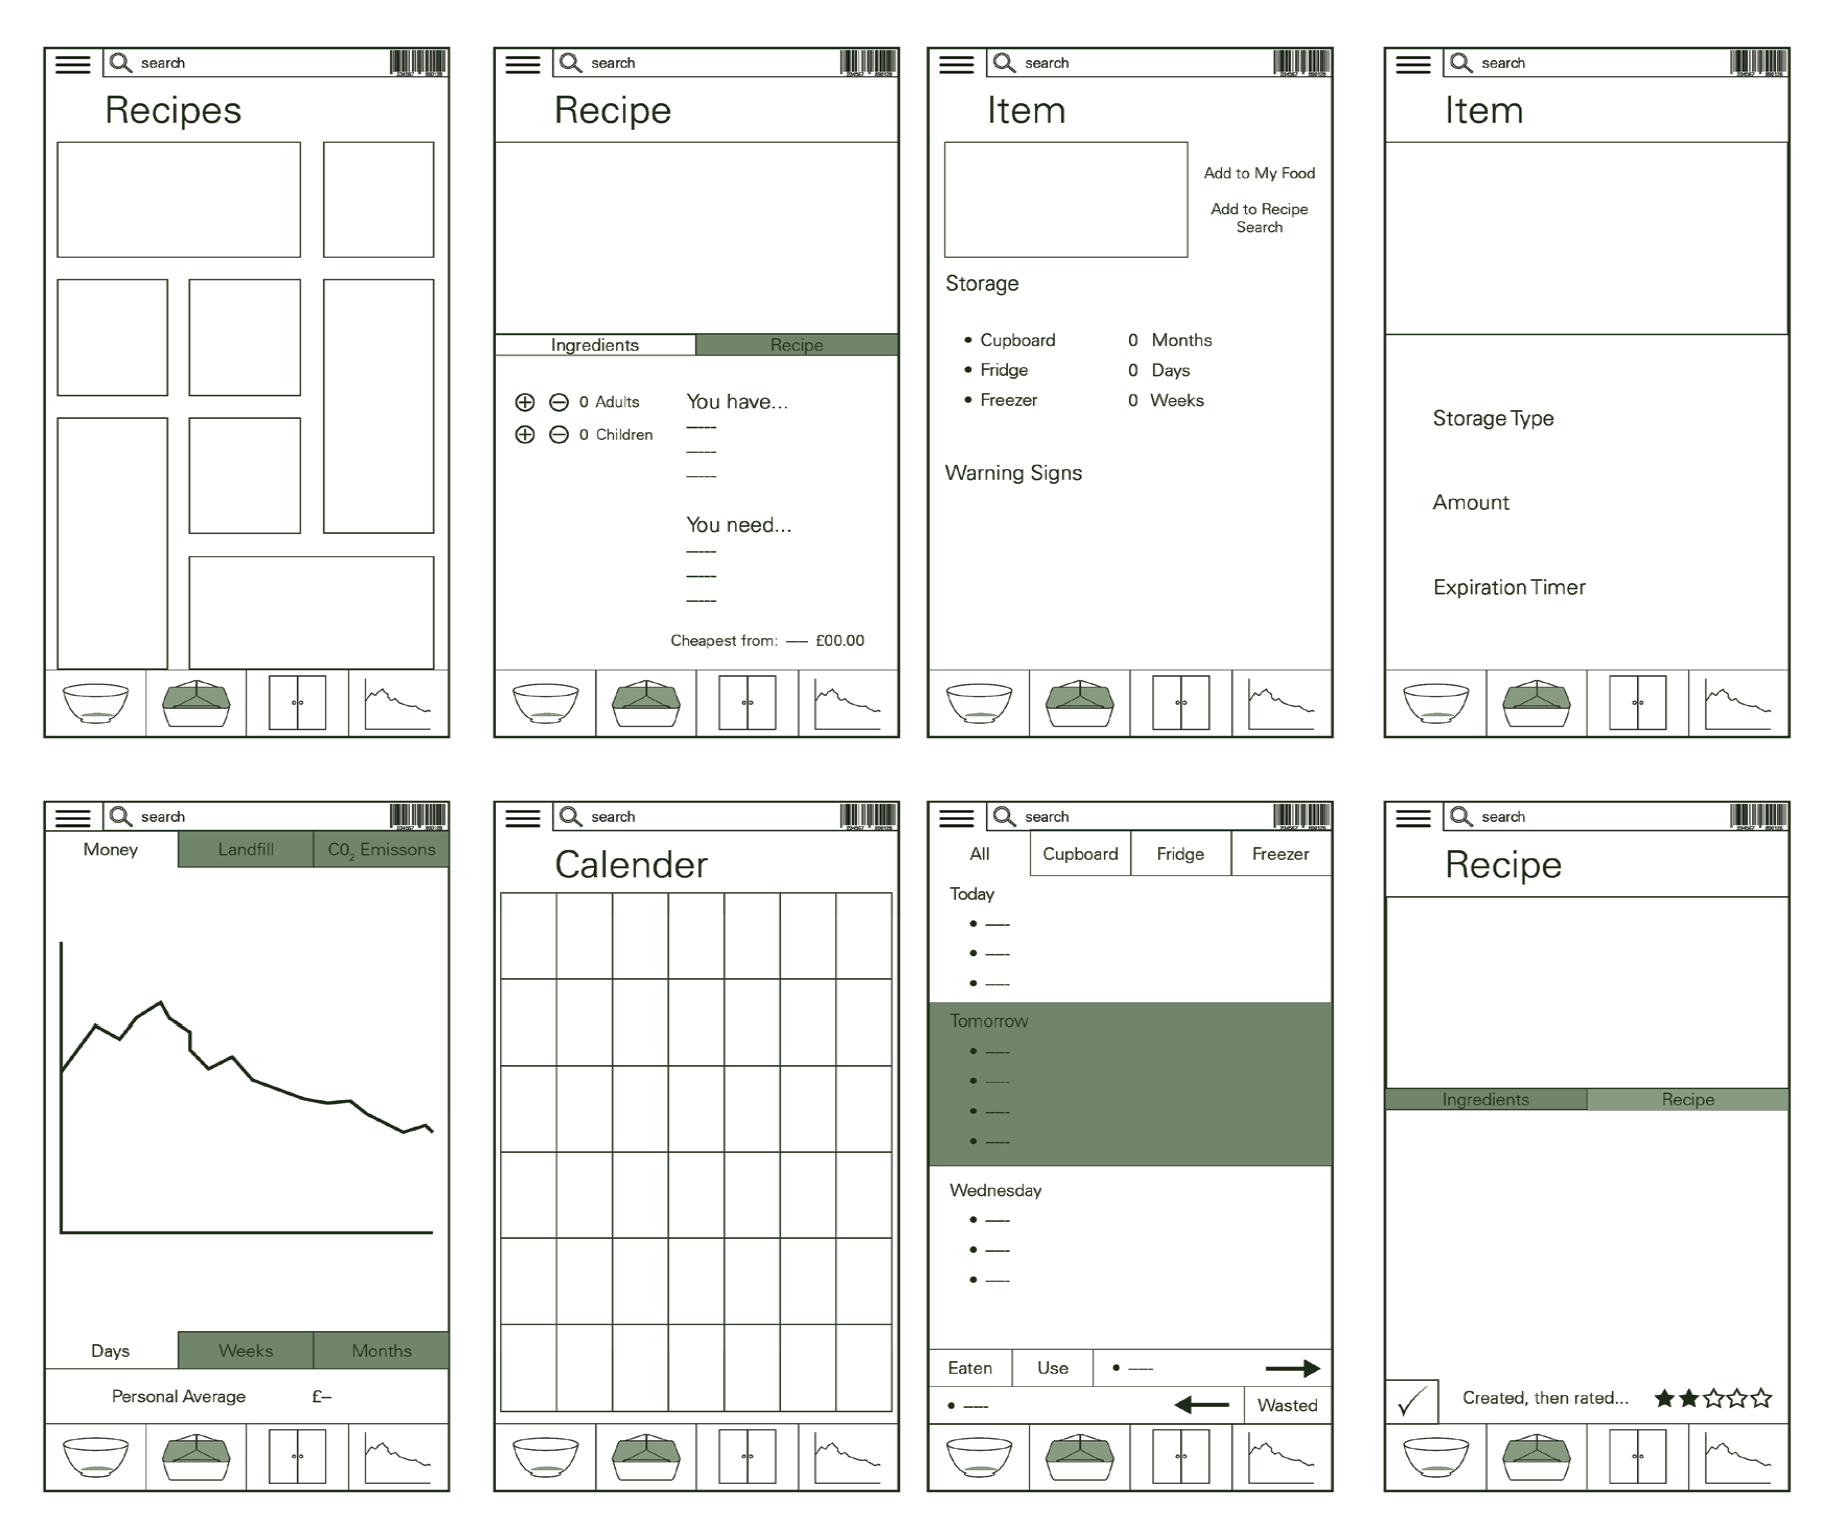 search
Recipes
search
Recipe
Ingredients Recipe
0 Adults
0 Children
You have...
You need...
Cheapest from: £00.00
search
Item
Add to My Food
Add to Recipe
Search
Storage
• Cupboard 0 Months
• Fridge 0 Days
• Freezer 0 Weeks
Warning Signs
search
Item
Storage Type
Amount
Expiration Timer
search
Money Landfill C0₂ Emissons
Days Weeks Months
Personal Average £–
search
Calender
search
All Cupboard Fridge Freezer
Today
Tomorrow
Wednesday
Eaten Use
Wasted
search
Recipe
Ingredients Recipe
Created, then rated...